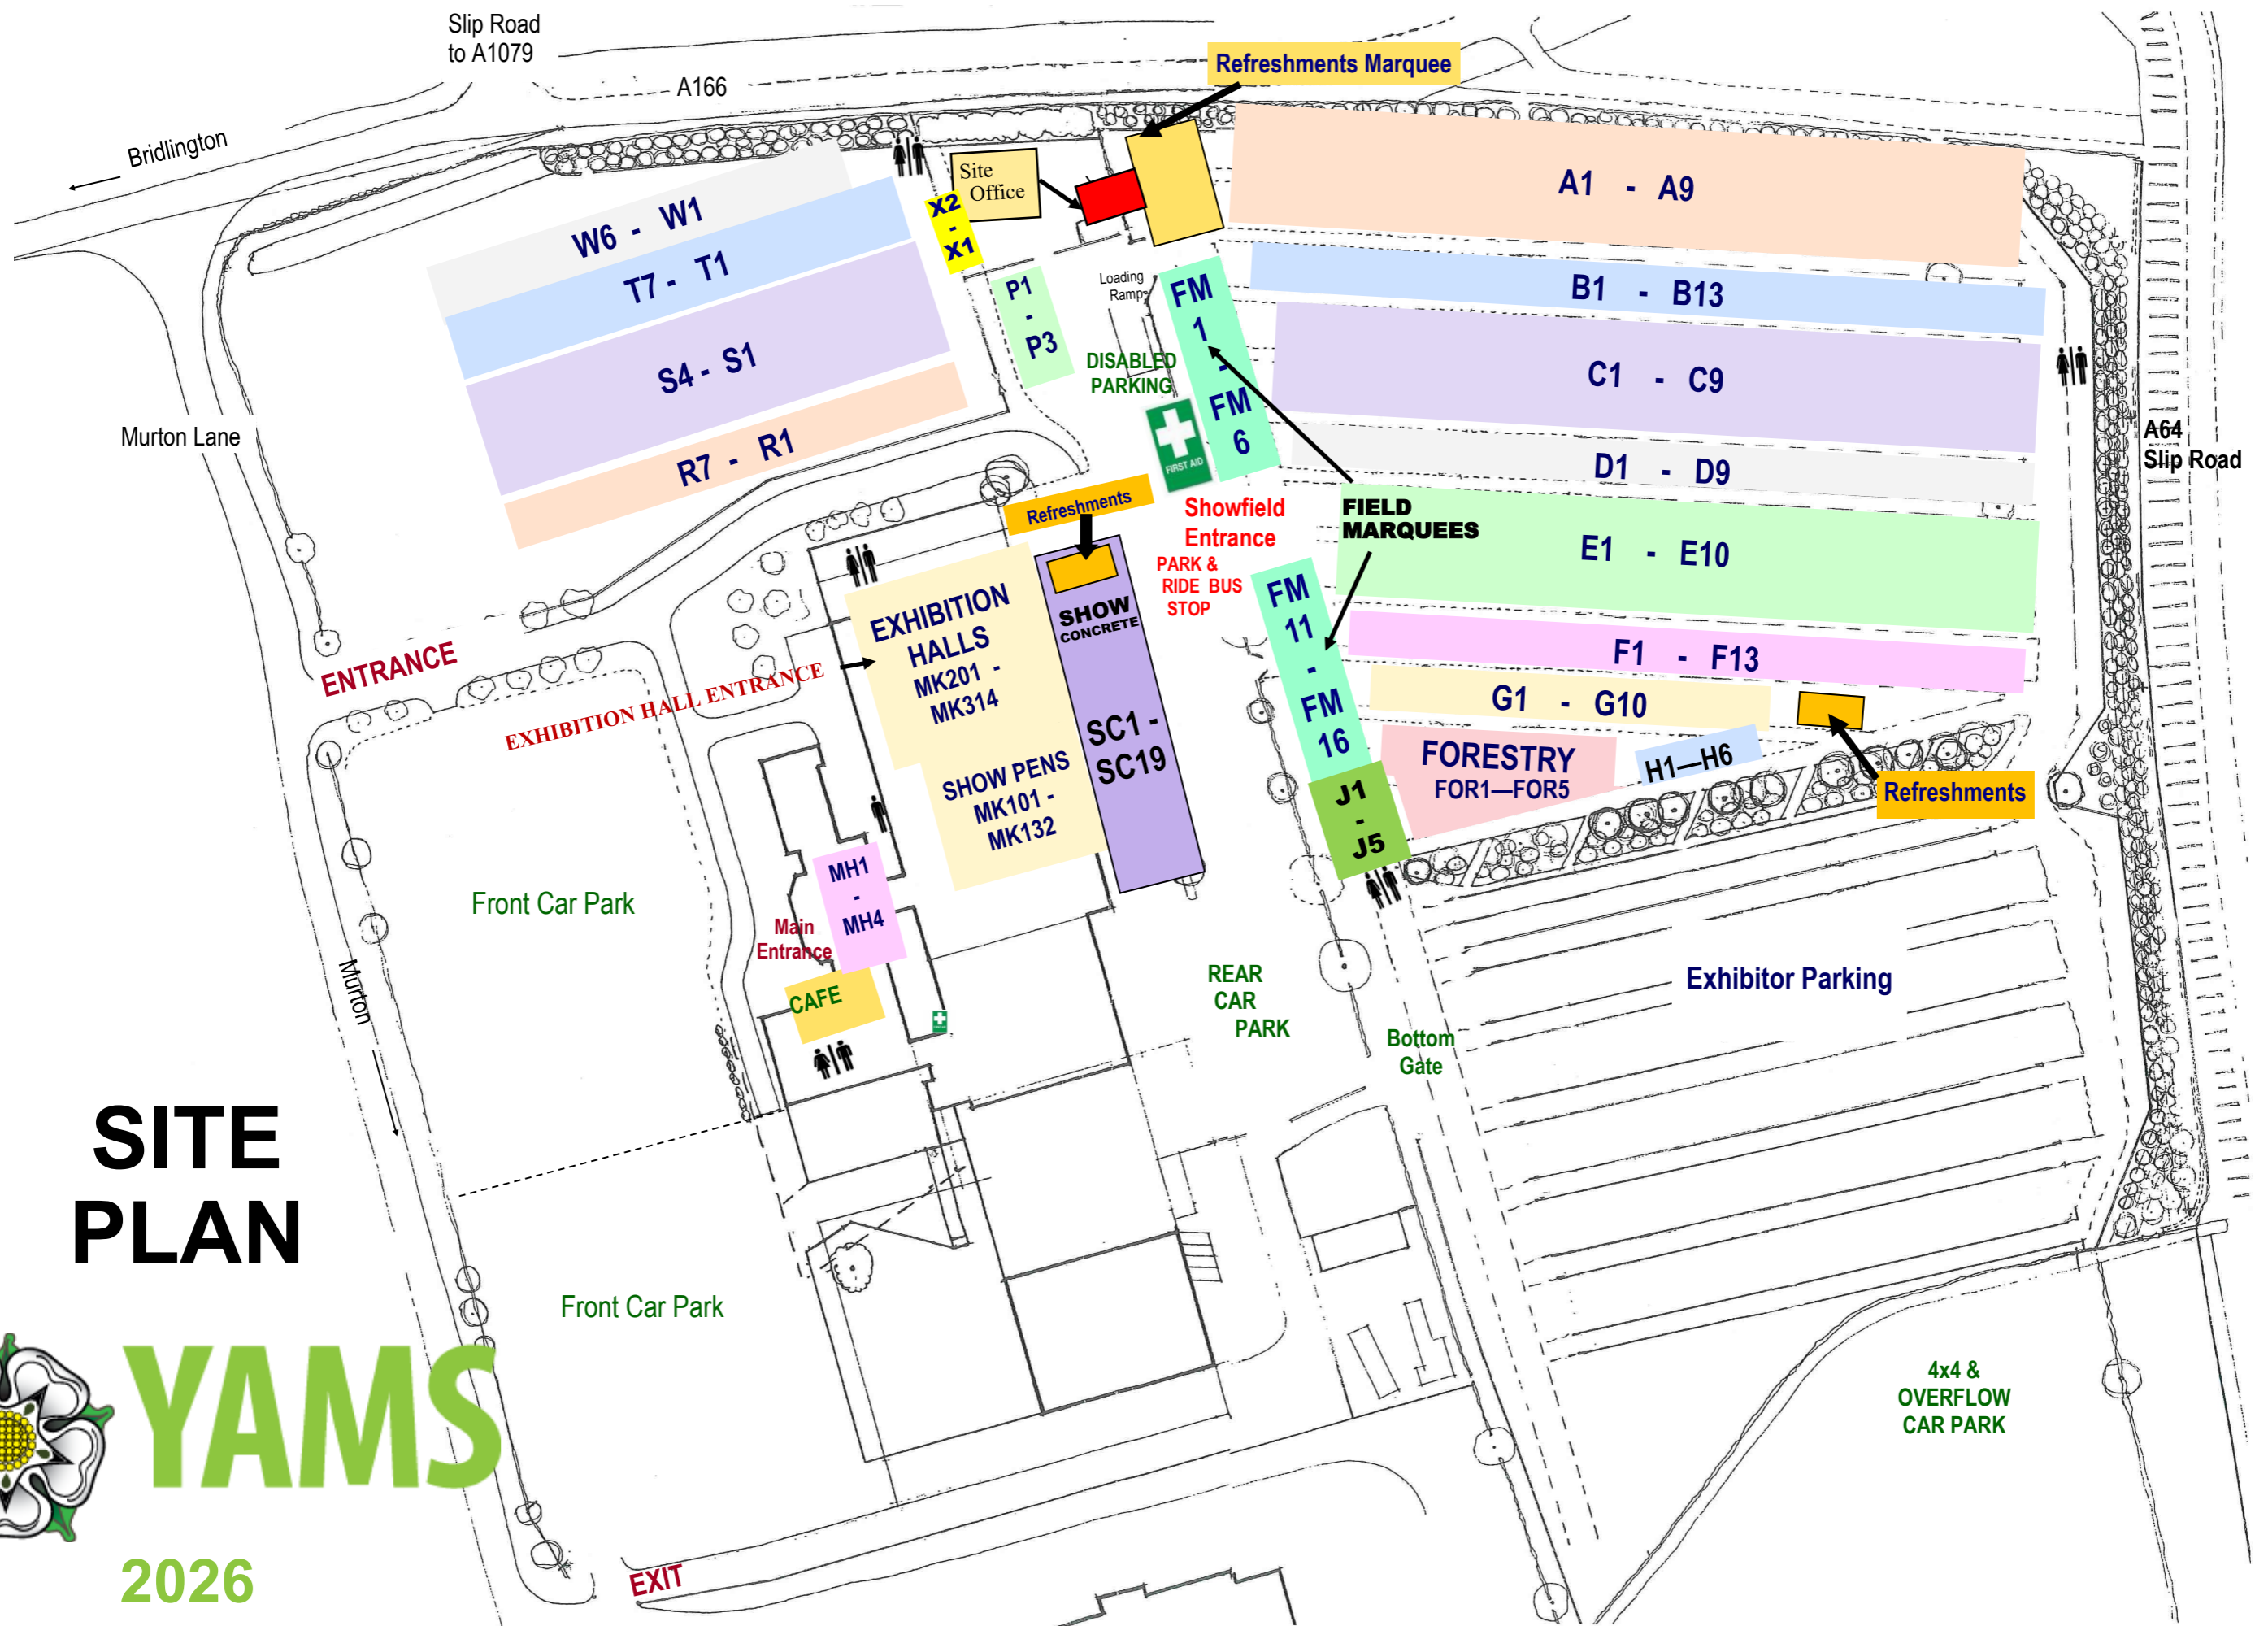 Slip Road
to A1079
A166
Bridlington
Refreshments Marquee
Site
Office
X2
-
X1
W6 - W1
T7 - T1
S4 - S1
R7 - R1
P1
-
P3
Loading
Ramp
DISABLED
PARKING
FM
1
-
FM
6
FIRST AID
A1 - A9
B1 - B13
C1 - C9
D1 - D9
E1 - E10
F1 - F13
G1 - G10
H1—H6
FORESTRY
FOR1—FOR5
Refreshments
A64
Slip Road
Murton Lane
Refreshments
Showfield
Entrance
PARK &
RIDE BUS
STOP
FIELD
MARQUEES
FM
11
-
FM
16
J1
-
J5
ENTRANCE
EXHIBITION HALL ENTRANCE
EXHIBITION
HALLS
MK201 -
MK314
SHOW PENS
MK101 -
MK132
SHOW
CONCRETE
SC1 -
SC19
MH1
-
MH4
Main
Entrance
CAFE
Front Car Park
Murton
REAR
CAR
PARK
Bottom
Gate
Exhibitor Parking
4x4 &
OVERFLOW
CAR PARK
Front Car Park
EXIT
SITE
PLAN
YAMS
2026